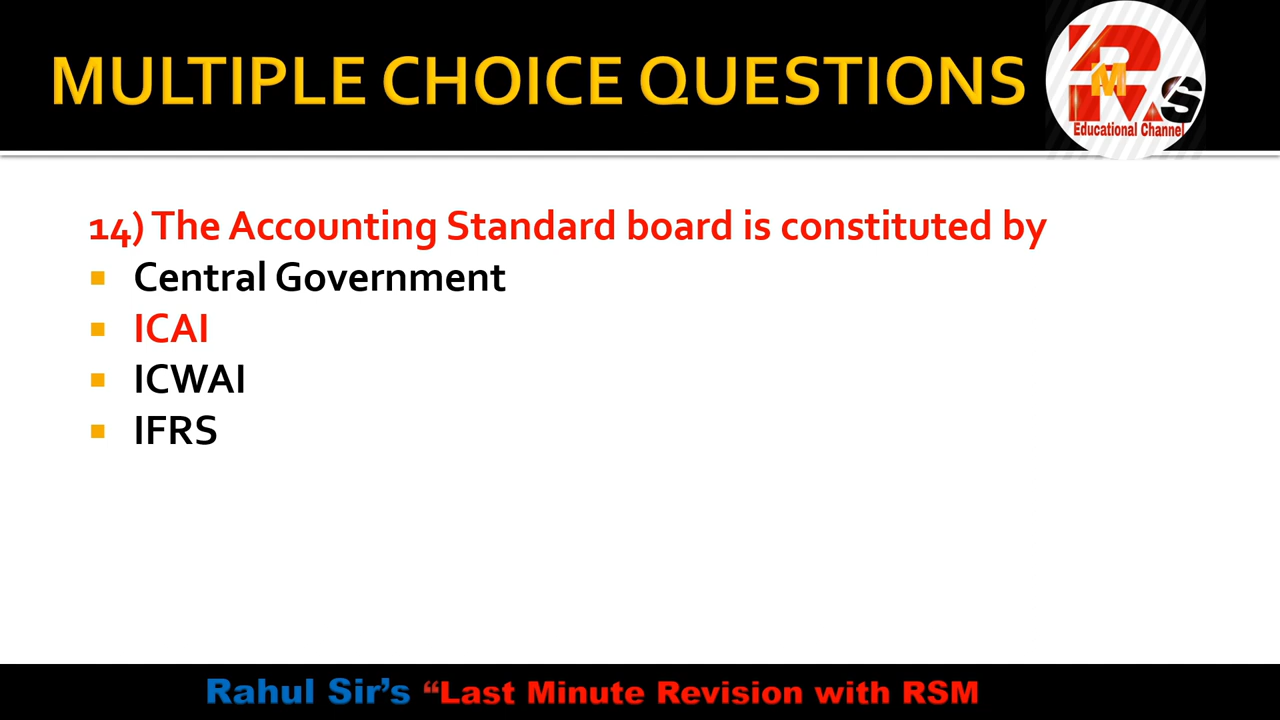 MULTIPLE CHOICE QUESTIONS
RMS
Educational Channel
14) The Accounting Standard board is constituted by
Central Government
ICAI
ICWAI
IFRS
Rahul Sir's “Last Minute Revision with RSM